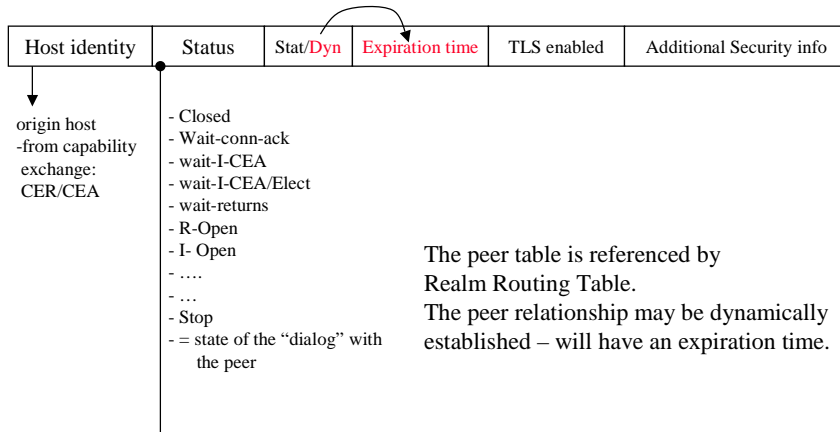 Host identity Status Stat/Dyn Expiration time TLS enabled Additional Security info
origin host
-from capability
exchange:
CER/CEA
- Closed
- Wait-conn-ack
- wait-I-CEA
- wait-I-CEA/Elect
- wait-returns
- R-Open
- I- Open
- ….
- …
- Stop
- = state of the “dialog” with
the peer
The peer table is referenced by
Realm Routing Table.
The peer relationship may be dynamically
established – will have an expiration time.